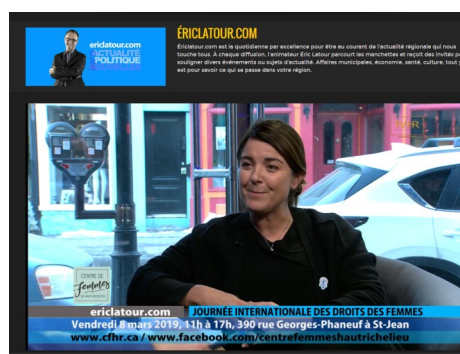 ericlatour.com
ACTUALITÉ
POLITIQUE
ÉRICLATOUR.COM
Ericlatour.com est le quotidien par excellence pour être au courant de l'actualité régionale qui nous
touche tous. À chaque diffusion, l'animateur Éric Latour parcourt les manchettes et reçoit des invités
souligner divers événements ou sujets d'actualité. Affaires municipales, économie, santé, culture, tout
est pour savoir ce qui se passe dans votre région.
CENTRE DE
femmes
ericlatour.com
JOURNÉE INTERNATIONALE DES DROITS DES FEMMES
Vendredi 8 mars 2019, 11h à 17h, 390 rue Georges-Phaneuf à St-Jean
www.cfhr.ca / www.facebook.com/centrefemmeshautrichelieu